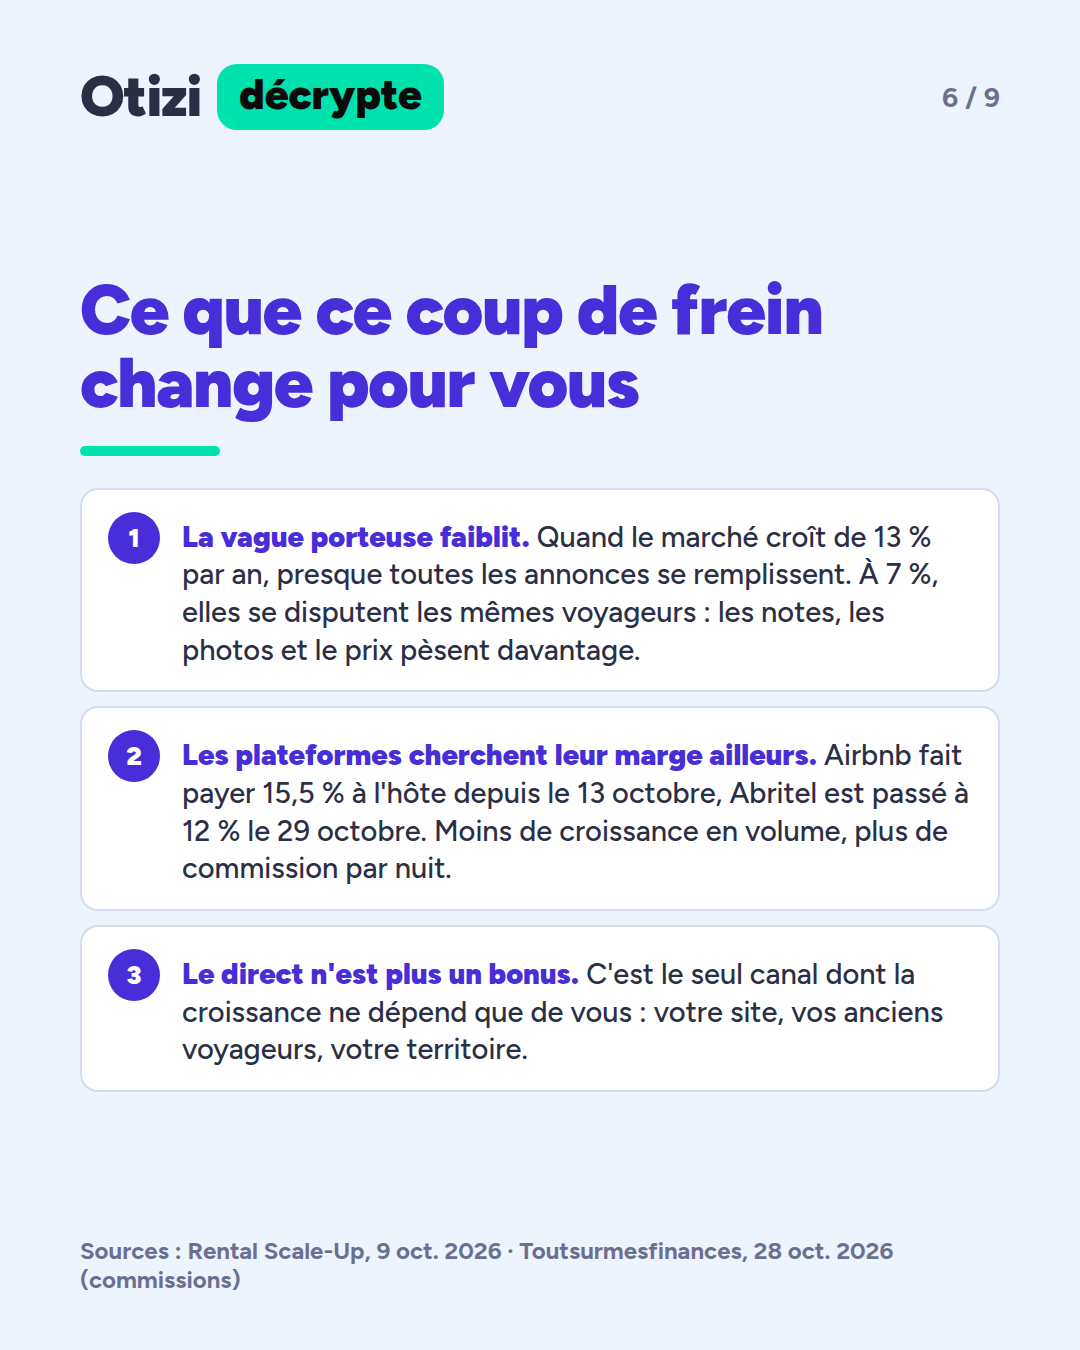 Otizi décrypte
6 / 9
Ce que ce coup de frein
change pour vous
1 La vague porteuse faiblit. Quand le marché croît de 13 %
par an, presque toutes les annonces se remplissent. À 7 %,
elles se disputent les mêmes voyageurs : les notes, les
photos et le prix pèsent davantage.
2 Les plateformes cherchent leur marge ailleurs. Airbnb fait
payer 15,5 % à l'hôte depuis le 13 octobre, Abritel est passé à
12 % le 29 octobre. Moins de croissance en volume, plus de
commission par nuit.
3 Le direct n'est plus un bonus. C'est le seul canal dont la
croissance ne dépend que de vous : votre site, vos anciens
voyageurs, votre territoire.
Sources : Rental Scale-Up, 9 oct. 2026 · Toutsurmesfinances, 28 oct. 2026
(commissions)